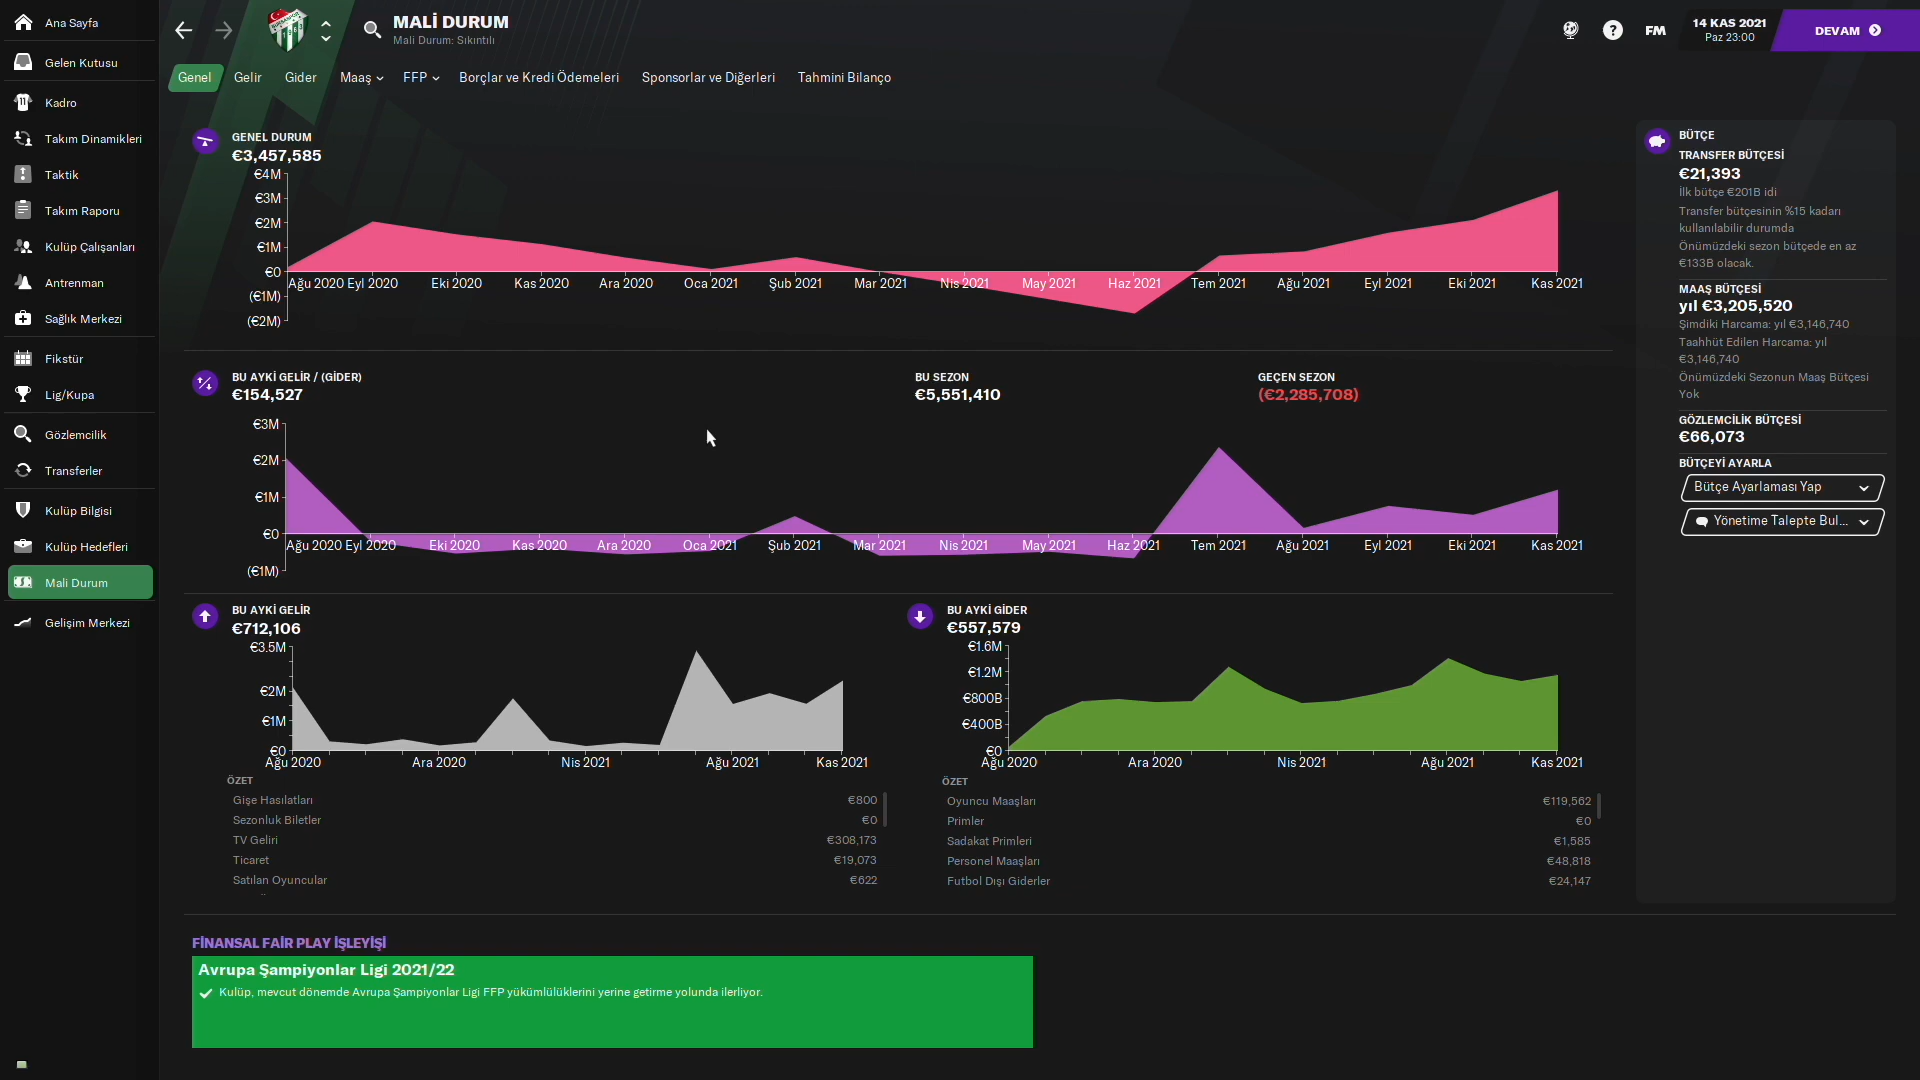 Ana Sayfa
Gelen Kutusu
Kadro
Takım Dinamikleri
Taktik
Takım Raporu
Kulüp Çalışanları
Antrenman
Sağlık Merkezi
Fikstür
Lig/Kupa
Gözlemcilik
Transferler
Kulüp Bilgisi
Kulüp Hedefleri
Mali Durum
Gelişim Merkezi
MALİ DURUM
Mali Durum: Sıkıntılı
FM
14 KAS 2021
Paz 23:00
DEVAM
Genel Gelir Gider Maaş FFP Borçlar ve Kredi Ödemeleri Sponsorlar ve Diğerleri Tahmini Bilanço
GENEL DURUM
€3,457,585
€4M
€3M
€2M
€1M
€0
(€1M)
(€2M)
Ağu 2020 Eyl 2020 Eki 2020 Kas 2020 Ara 2020 Oca 2021 Şub 2021 Mar 2021 Nis 2021 May 2021 Haz 2021 Tem 2021 Ağu 2021 Eyl 2021 Eki 2021 Kas 2021
BU AYKİ GELİR / (GİDER)
€154,527
BU SEZON
€5,551,410
GEÇEN SEZON
(€2,285,708)
€3M
€2M
€1M
€0
(€1M)
Ağu 2020 Eyl 2020 Eki 2020 Kas 2020 Ara 2020 Oca 2021 Şub 2021 Mar 2021 Nis 2021 May 2021 Haz 2021 Tem 2021 Ağu 2021 Eyl 2021 Eki 2021 Kas 2021
BU AYKİ GELİR
€712,106
€3.5M
€2M
€1M
€0
Ağu 2020 Ara 2020 Nis 2021 Ağu 2021 Kas 2021
ÖZET
Gişe Hasılatları €800
Sezonluk Biletler €0
TV Geliri €308,173
Ticaret €19,073
Satılan Oyuncular €622
BU AYKİ GİDER
€557,579
€1.6M
€1.2M
€800B
€400B
€0
Ağu 2020 Ara 2020 Nis 2021 Ağu 2021 Kas 2021
ÖZET
Oyuncu Maaşları €119,562
Primler €0
Sadakat Primleri €1,585
Personel Maaşları €48,818
Futbol Dışı Giderler €24,147
BÜTÇE
TRANSFER BÜTÇESİ
€21,393
İlk bütçe €201B idi
Transfer bütçesinin %15 kadarı
kullanılabilir durumda
Önümüzdeki sezon bütçede en az
€133B olacak.
MAAŞ BÜTÇESİ
yıl €3,205,520
Şimdiki Harcama: yıl €3,146,740
Taahhüt Edilen Harcama: yıl
€3,146,740
Önümüzdeki Sezonun Maaş Bütçesi
Yok
GÖZLEMCİLİK BÜTÇESİ
€66,073
BÜTÇEYİ AYARLA
Bütçe Ayarlaması Yap
Yönetime Talepte Bul...
FİNANSAL FAİR PLAY İŞLEYİŞİ
Avrupa Şampiyonlar Ligi 2021/22
Kulüp, mevcut dönemde Avrupa Şampiyonlar Ligi FFP yükümlülüklerini yerine getirme yolunda ilerliyor.